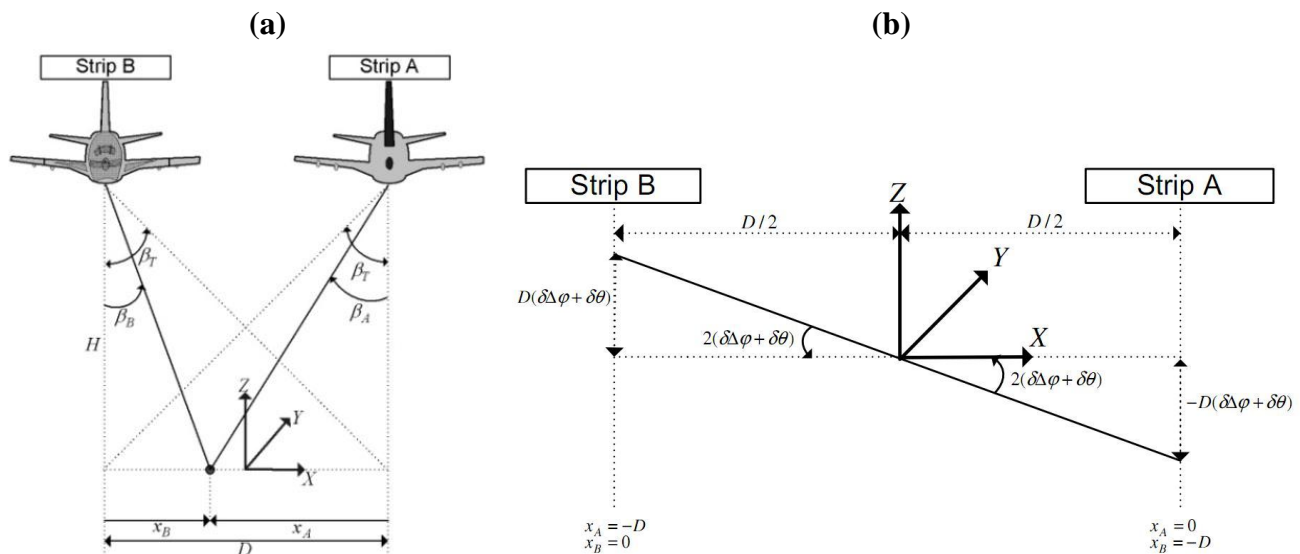 (a)
Strip B
Strip A
β_T
β_T
β_B
β_A
H
Z
Y
X
x_B
x_A
D
(b)
Strip B
Strip A
Z
D/2
D/2
Y
D(δΔφ+δθ)
2(δΔφ+δθ)
X
2(δΔφ+δθ)
−D(δΔφ+δθ)
x_A = −D
x_B = 0
x_A = 0
x_B = −D